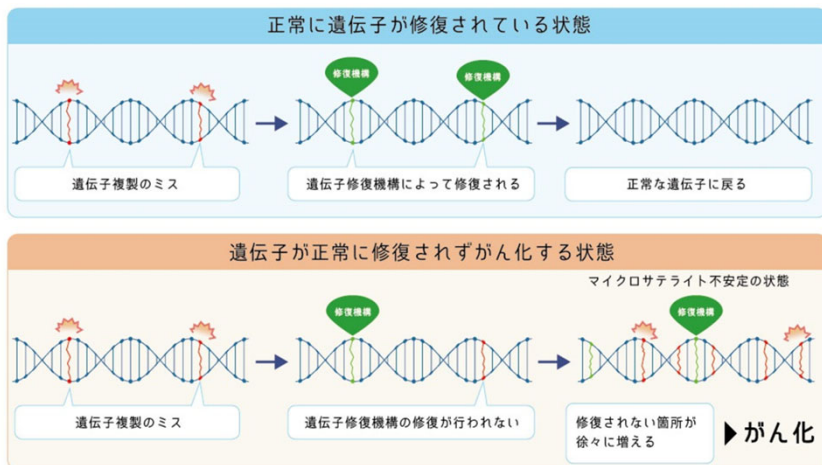 正常に遺伝子が修復されている状態
修復機構
修復機構
遺伝子複製のミス
遺伝子修復機構によって修復される
正常な遺伝子に戻る
遺伝子が正常に修復されずがん化する状態
マイクロサテライト不安定の状態
修復機構
修復機構
遺伝子複製のミス
遺伝子修復機構の修復が行われない
修復されない箇所が
徐々に増える
▶がん化